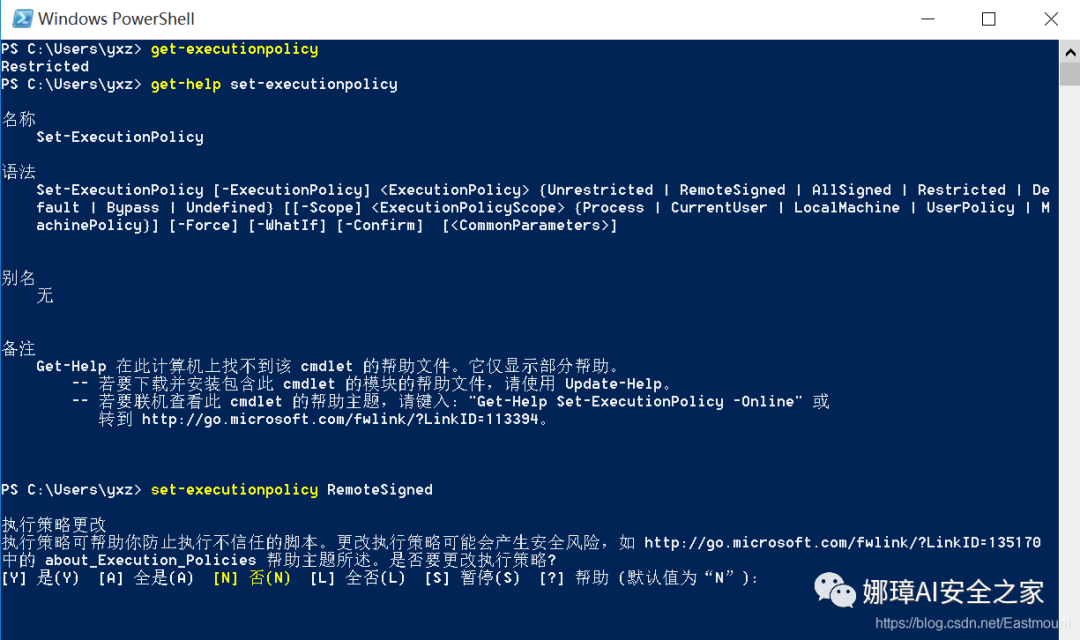 Windows PowerShell
PS C:\Users\yxz> get-executionpolicy
Restricted
PS C:\Users\yxz> get-help set-executionpolicy
名称
Set-ExecutionPolicy
语法
Set-ExecutionPolicy [-ExecutionPolicy] <ExecutionPolicy> {Unrestricted | RemoteSigned | AllSigned | Restricted | De
fault | Bypass | Undefined} [[-Scope] <ExecutionPolicyScope> {Process | CurrentUser | LocalMachine | UserPolicy | M
achinePolicy}] [-Force] [-WhatIf] [-Confirm]  [<CommonParameters>]
别名
无
备注
Get-Help 在此计算机上找不到该 cmdlet 的帮助文件。它仅显示部分帮助。
-- 若要下载并安装包含此 cmdlet 的模块的帮助文件，请使用 Update-Help。
-- 若要联机查看此 cmdlet 的帮助主题，请键入: "Get-Help Set-ExecutionPolicy -Online" 或
转到 http://go.microsoft.com/fwlink/?LinkID=113394。
PS C:\Users\yxz> set-executionpolicy RemoteSigned
执行策略更改
执行策略可帮助你防止执行不信任的脚本。更改执行策略可能会产生安全风险，如 http://go.microsoft.com/fwlink/?LinkID=135170
中的 about_Execution_Policies 帮助主题所述。是否要更改执行策略?
[Y] 是(Y)  [A] 全是(A)  [N] 否(N)  [L] 全否(L)  [S] 暂停(S)  [?] 帮助 (默认值为“N”):
娜璋AI安全之家
https://blog.csdn.net/Eastmount